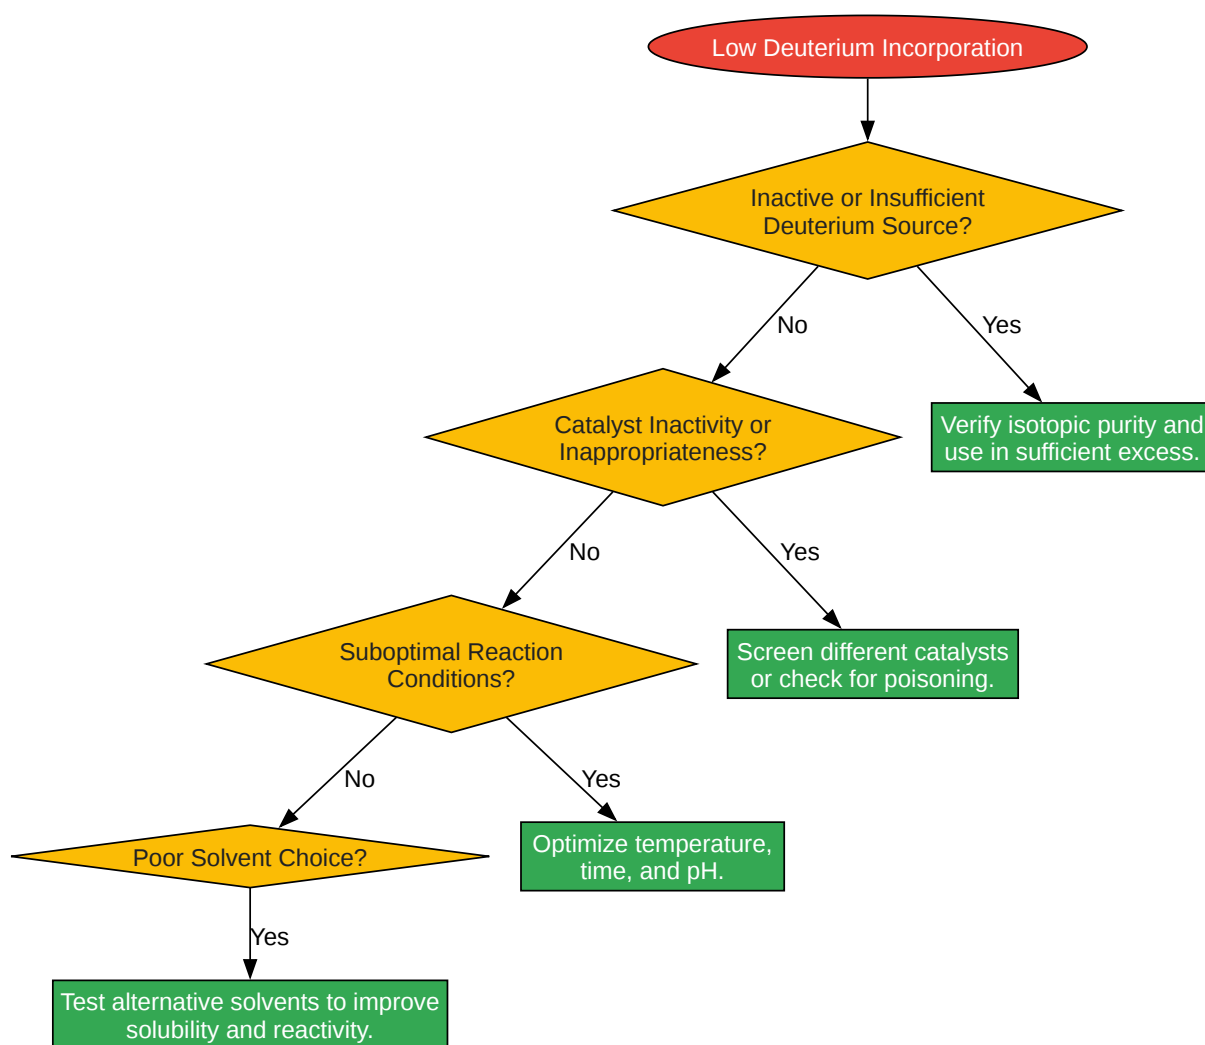 Low Deuterium Incorporation
Inactive or Insufficient
Deuterium Source?
No
Yes
Catalyst Inactivity or
Inappropriateness?
Verify isotopic purity and
use in sufficient excess.
No
Yes
Suboptimal Reaction
Conditions?
Screen different catalysts
or check for poisoning.
No
Yes
Poor Solvent Choice?
Optimize temperature,
time, and pH.
Yes
Test alternative solvents to improve
solubility and reactivity.